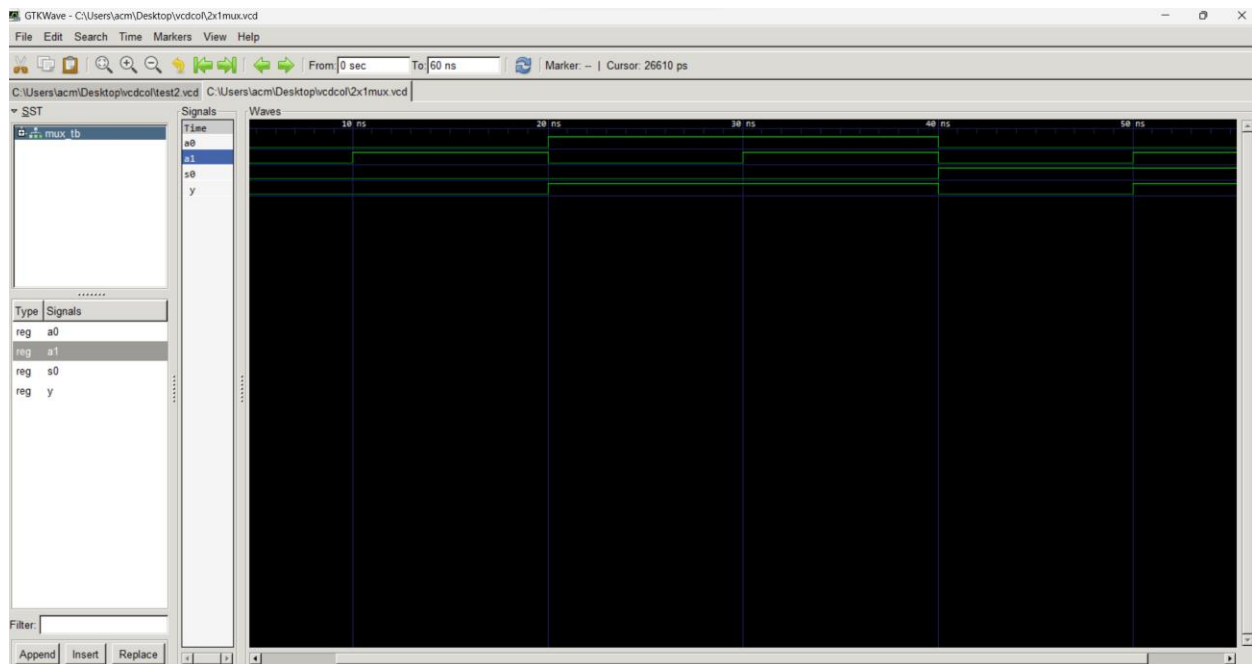 GTKWave - C:\Users\acm\Desktop\vcdcol\2x1mux.vcd
File Edit Search Time Markers View Help
From: 0 sec To: 60 ns Marker: -- | Cursor: 26610 ps
C:\Users\acm\Desktop\vcdcol\test2.vcd C:\Users\acm\Desktop\vcdcol\2x1mux.vcd
SST
mux_tb
Type Signals
reg a0
reg a1
reg s0
reg y
Filter:
Append Insert Replace
Signals
Time
a0
a1
s0
y
Waves
10 ns 20 ns 30 ns 40 ns 50 ns